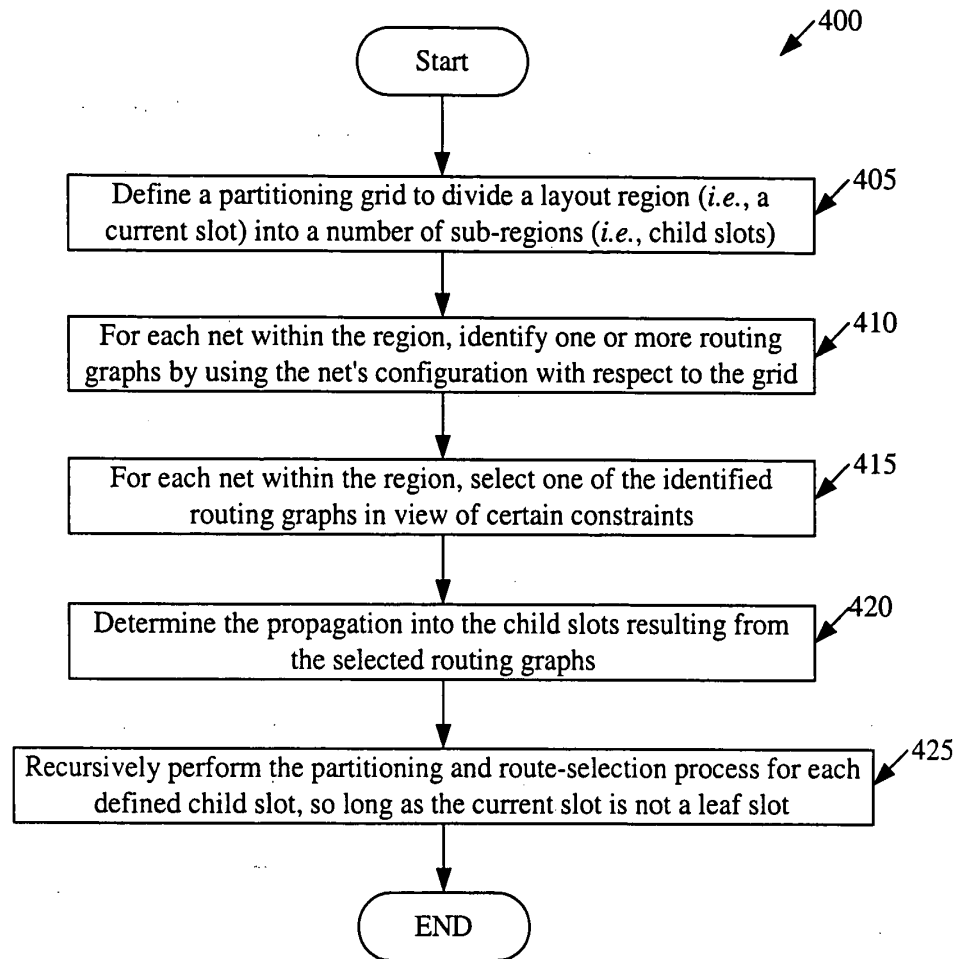 400
Start
405
Define a partitioning grid to divide a layout region (i.e., a
current slot) into a number of sub-regions (i.e., child slots)
410
For each net within the region, identify one or more routing
graphs by using the net's configuration with respect to the grid
415
For each net within the region, select one of the identified
routing graphs in view of certain constraints
420
Determine the propagation into the child slots resulting from
the selected routing graphs
425
Recursively perform the partitioning and route-selection process for each
defined child slot, so long as the current slot is not a leaf slot
END